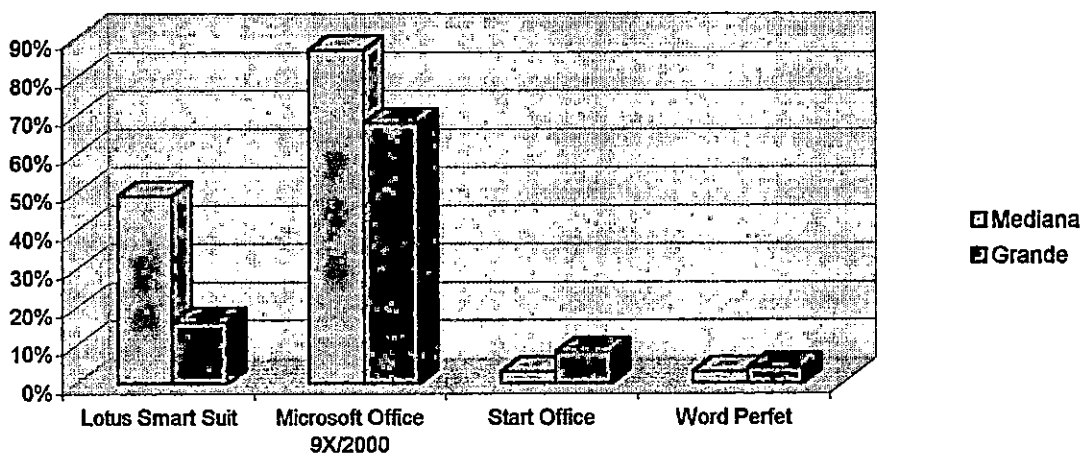 90%
80%
70%
60%
50%
40%
30%
20%
10%
0%
Lotus Smart Suit
Microsoft Office
9X/2000
Start Office
Word Perfet
Mediana
Grande